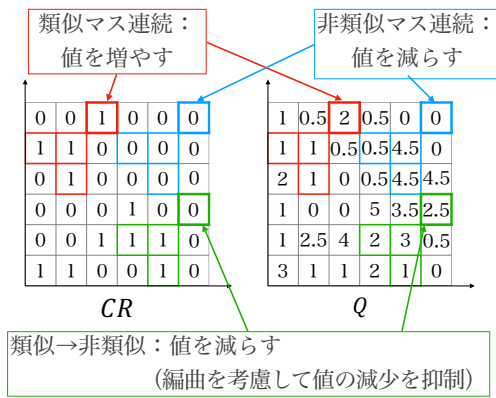 類似マス連続：
値を増やす
非類似マス連続：
値を減らす
0 0 1 0 0 0
1 1 0 0 0 0
0 1 0 0 0 0
0 0 0 1 0 0
0 0 1 1 1 0
1 1 0 0 1 0
CR
1 0.5 2 0.5 0 0
1 1 0.5 0.5 4.5 0
2 1 0 0.5 4.5 4.5
1 0 0 5 3.5 2.5
1 2.5 4 2 3 0.5
3 1 1 2 1 0
Q
類似→非類似：値を減らす
（編曲を考慮して値の減少を抑制）